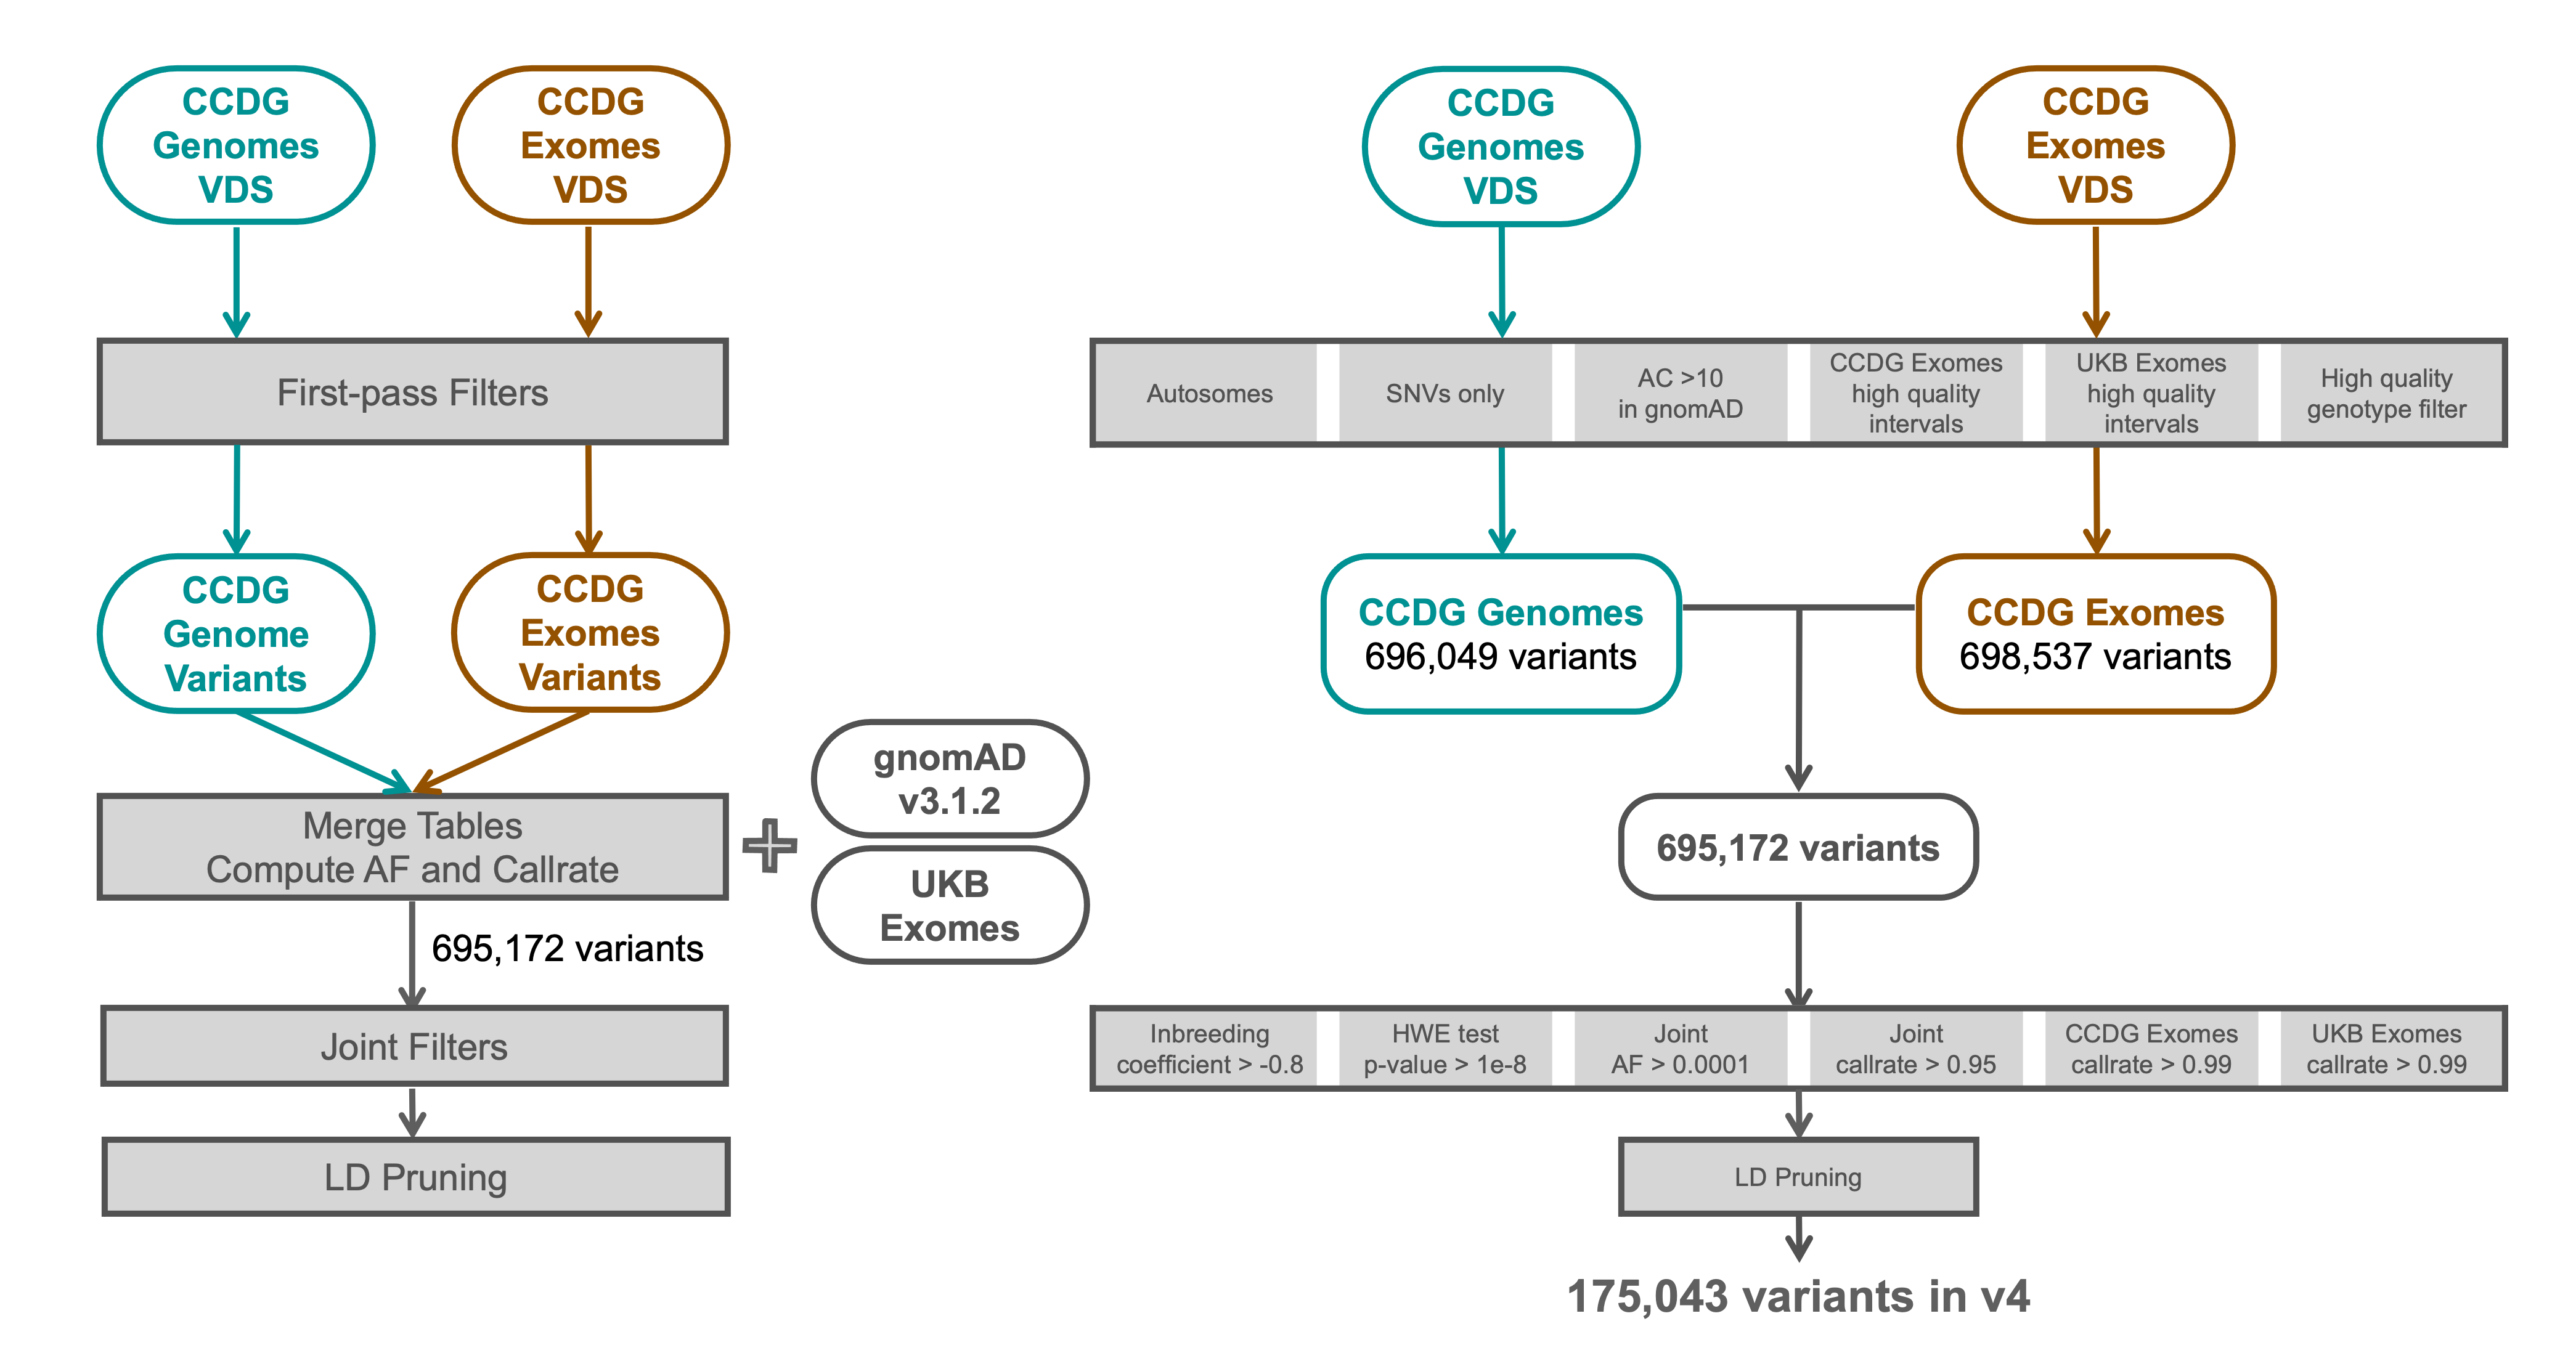 CCDG
Genomes
VDS
CCDG
Exomes
VDS
First-pass Filters
CCDG
Genome
Variants
CCDG
Exomes
Variants
Merge Tables
Compute AF and Callrate
gnomAD
v3.1.2
UKB
Exomes
695,172 variants
Joint Filters
LD Pruning
CCDG
Genomes
VDS
CCDG
Exomes
VDS
Autosomes
SNVs only
AC >10
in gnomAD
CCDG Exomes
high quality
intervals
UKB Exomes
high quality
intervals
High quality
genotype filter
CCDG Genomes
696,049 variants
CCDG Exomes
698,537 variants
695,172 variants
Inbreeding
coefficient > -0.8
HWE test
p-value > 1e-8
Joint
AF > 0.0001
Joint
callrate > 0.95
CCDG Exomes
callrate > 0.99
UKB Exomes
callrate > 0.99
LD Pruning
175,043 variants in v4